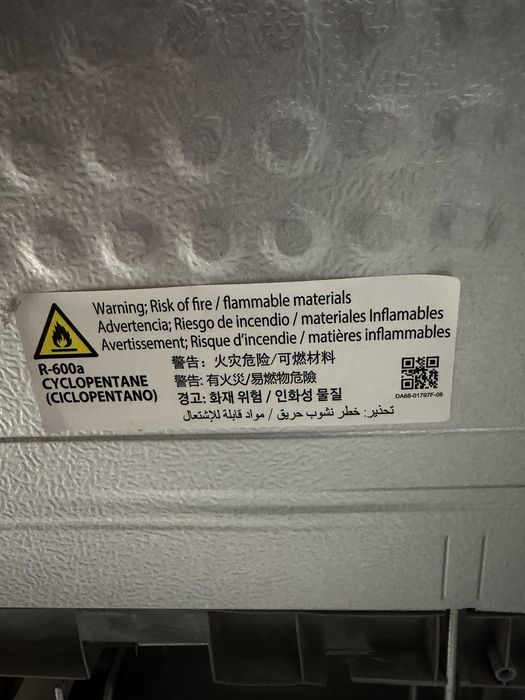 Warning; Risk of fire / flammable materials
Advertencia; Riesgo de incendio / materiales Inflamables
Avertissement; Risque d'incendie / matières inflammables
R-600a
CYCLOPENTANE
(CICLOPENTANO)
警告：火灾危险/可燃材料
警告: 有火災/易燃物危險
경고: 화재 위험 / 인화성 물질
تحذير: خطر نشوب حريق / مواد قابلة للإشتعال
DA68-01797F-08